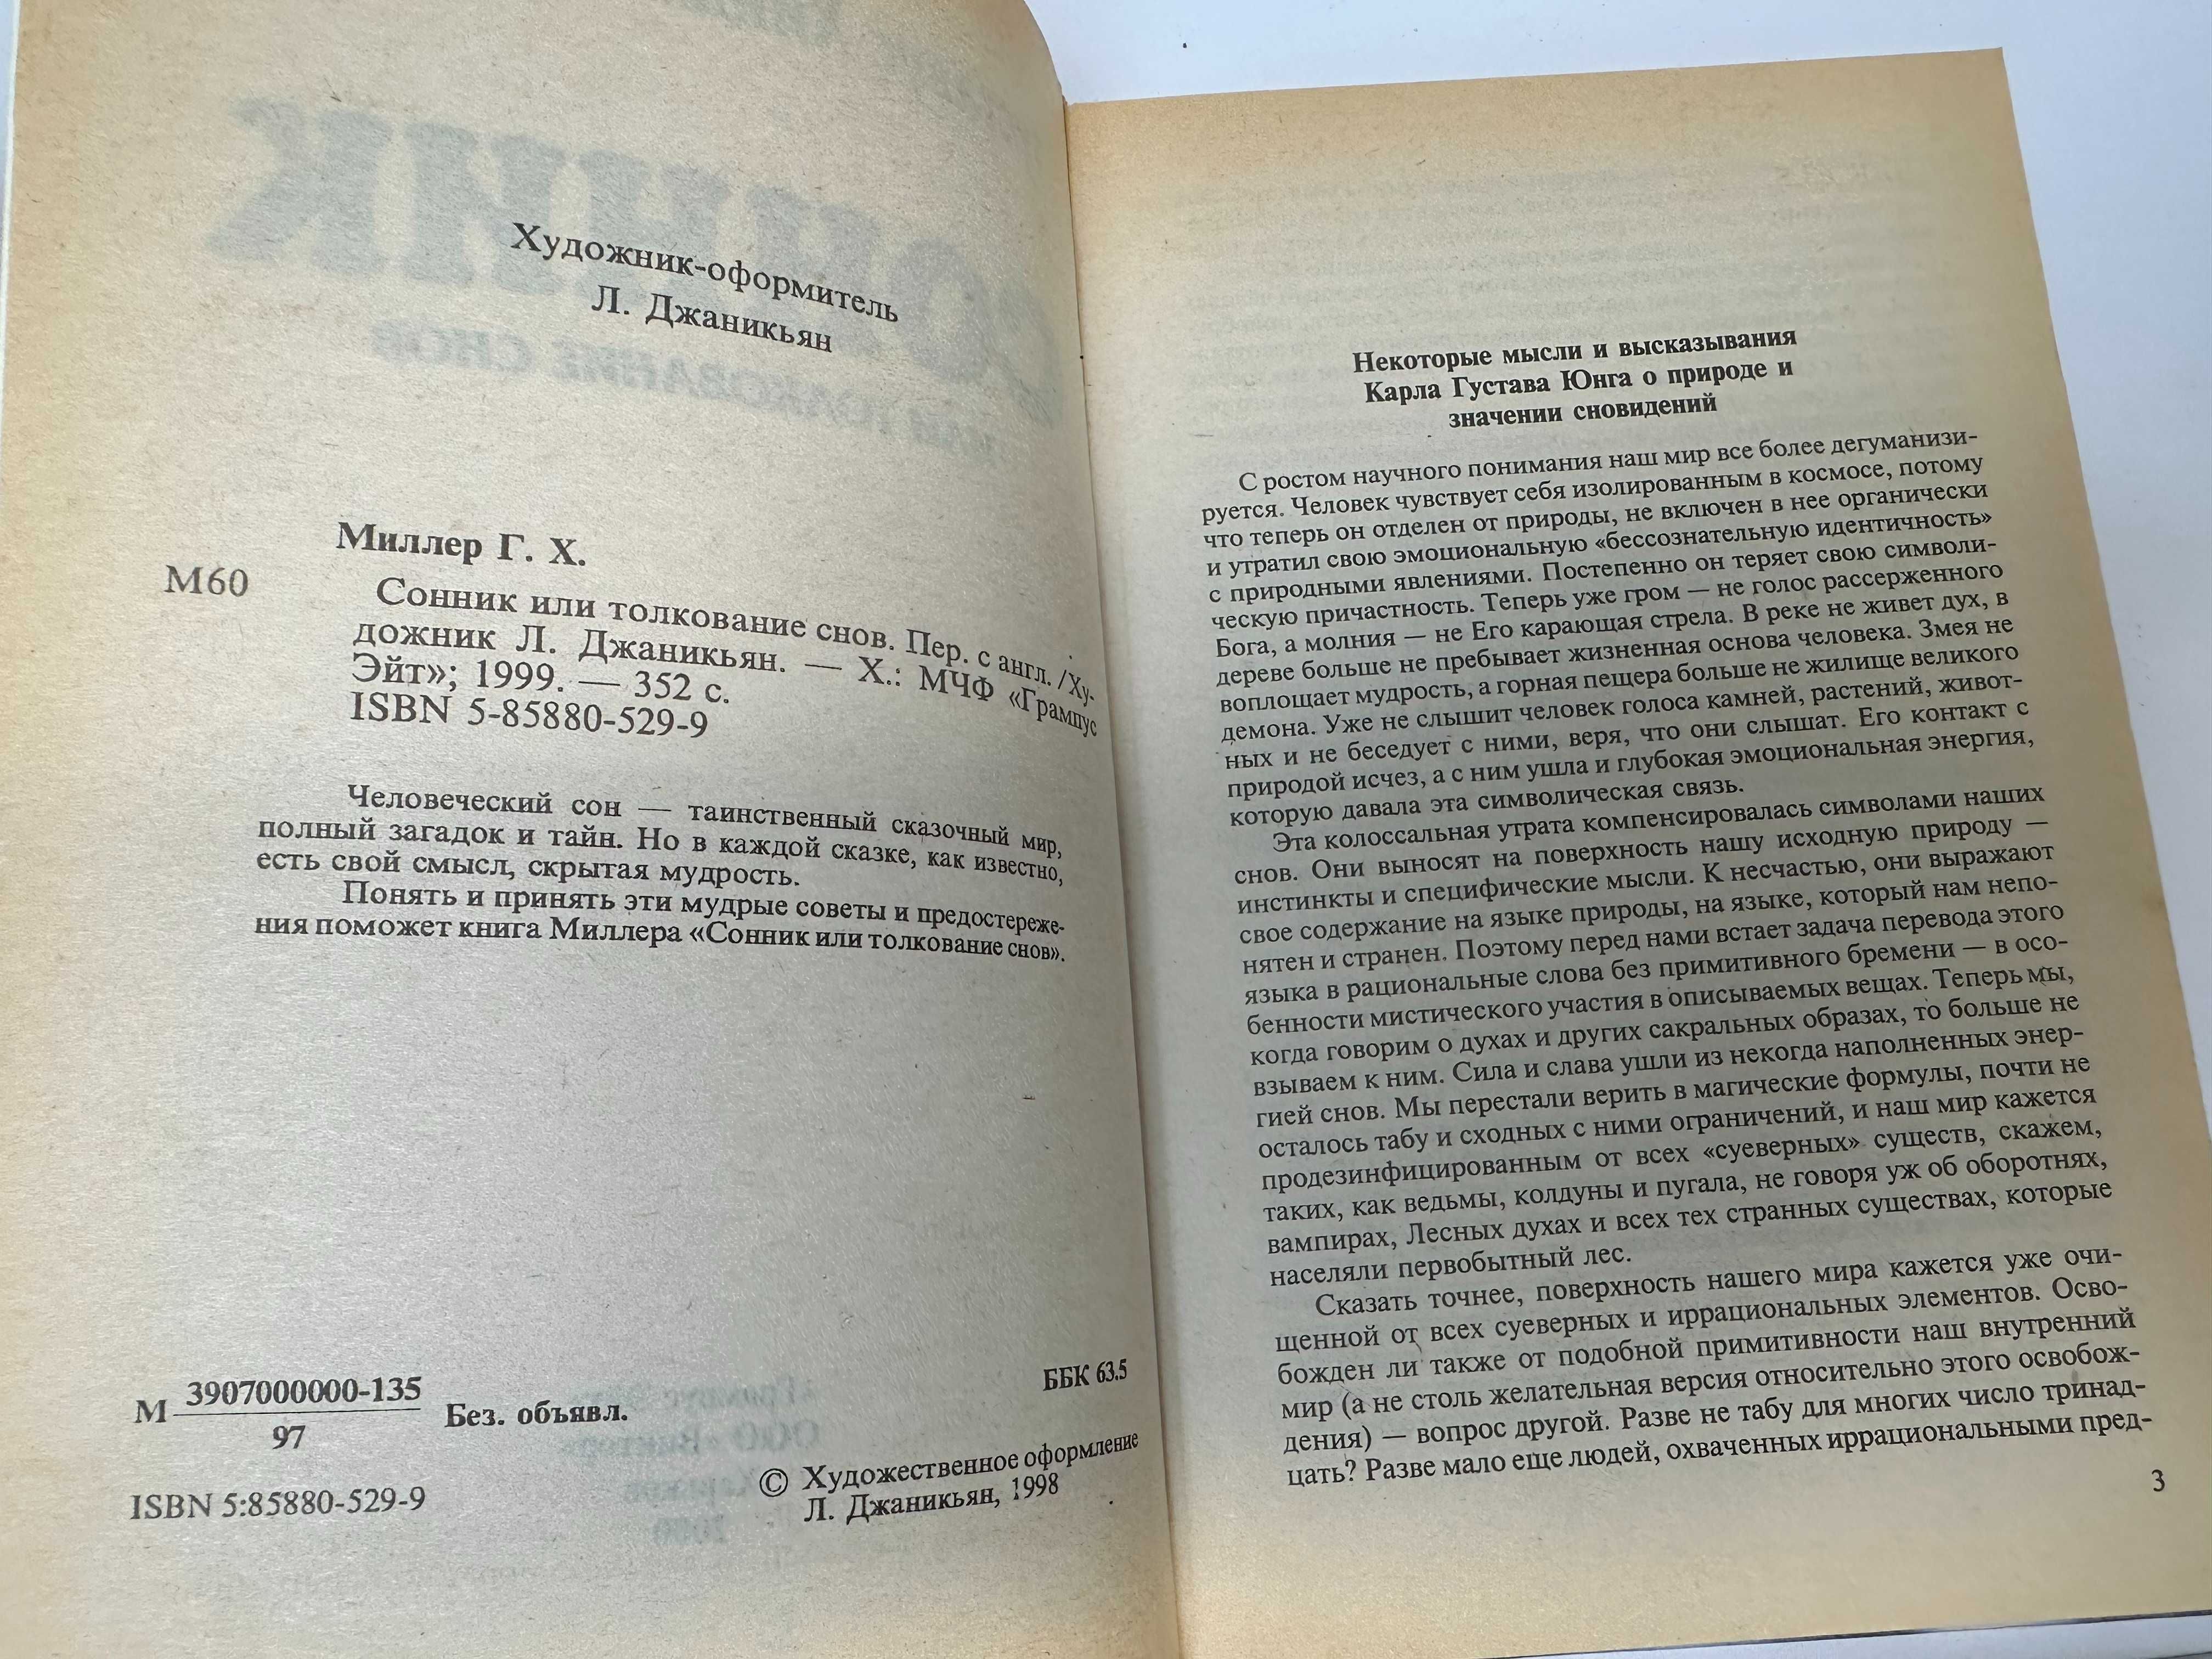 Художник-оформитель
Л. Джаникьян
Миллер Г. Х.
М60
Сонник или толкование снов. Пер. с англ. /Ху-
дожник Л. Джаникьян. — Х.: МЧФ «Грампус
Эйт»; 1999. — 352 с.
ISBN 5-85880-529-9
Человеческий сон — таинственный сказочный мир,
полный загадок и тайн. Но в каждой сказке, как известно,
есть свой смысл, скрытая мудрость.
Понять и принять эти мудрые советы и предостереже-
ния поможет книга Миллера «Сонник или толкование снов».
М 3907000000-135
97
Без. объявл.
ББК 63.5
ISBN 5:85880-529-9
© Художественное оформление
Л. Джаникьян, 1998
Некоторые мысли и высказывания
Карла Густава Юнга о природе и
значении сновидений
С ростом научного понимания наш мир все более дегуманизи-
руется. Человек чувствует себя изолированным в космосе, потому
что теперь он отделен от природы, не включен в нее органически
и утратил свою эмоциональную «бессознательную идентичность»
с природными явлениями. Постепенно он теряет свою символи-
ческую причастность. Теперь уже гром — не голос рассерженного
Бога, а молния — не Его карающая стрела. В реке не живет дух, в
дереве больше не пребывает жизненная основа человека. Змея не
воплощает мудрость, а горная пещера больше не жилище великого
демона. Уже не слышит человек голоса камней, растений, живот-
ных и не беседует с ними, веря, что они слышат. Его контакт с
природой исчез, а с ним ушла и глубокая эмоциональная энергия,
которую давала эта символическая связь.
Эта колоссальная утрата компенсировалась символами наших
снов. Они выносят на поверхность нашу исходную природу —
инстинкты и специфические мысли. К несчастью, они выражают
свое содержание на языке природы, на языке, который нам непо-
нятен и странен. Поэтому перед нами встает задача перевода этого
языка в рациональные слова без примитивного бремени — в осо-
бенности мистического участия в описываемых вещах. Теперь мы,
когда говорим о духах и других сакральных образах, то больше не
взываем к ним. Сила и слава ушли из некогда наполненных энер-
гией снов. Мы перестали верить в магические формулы, почти не
осталось табу и сходных с ними ограничений, и наш мир кажется
продезинфицированным от всех «суеверных» существ, скажем,
таких, как ведьмы, колдуны и пугала, не говоря уж об оборотнях,
вампирах, Лесных духах и всех тех странных существах, которые
населяли первобытный лес.
Сказать точнее, поверхность нашего мира кажется уже очи-
щенной от всех суеверных и иррациональных элементов. Осво-
божден ли также от подобной примитивности наш внутренний
мир (а не столь желательная версия относительно этого освобож-
дения) — вопрос другой. Разве не табу для многих число тринад-
цать? Разве мало еще людей, охваченных иррациональными пред-
3